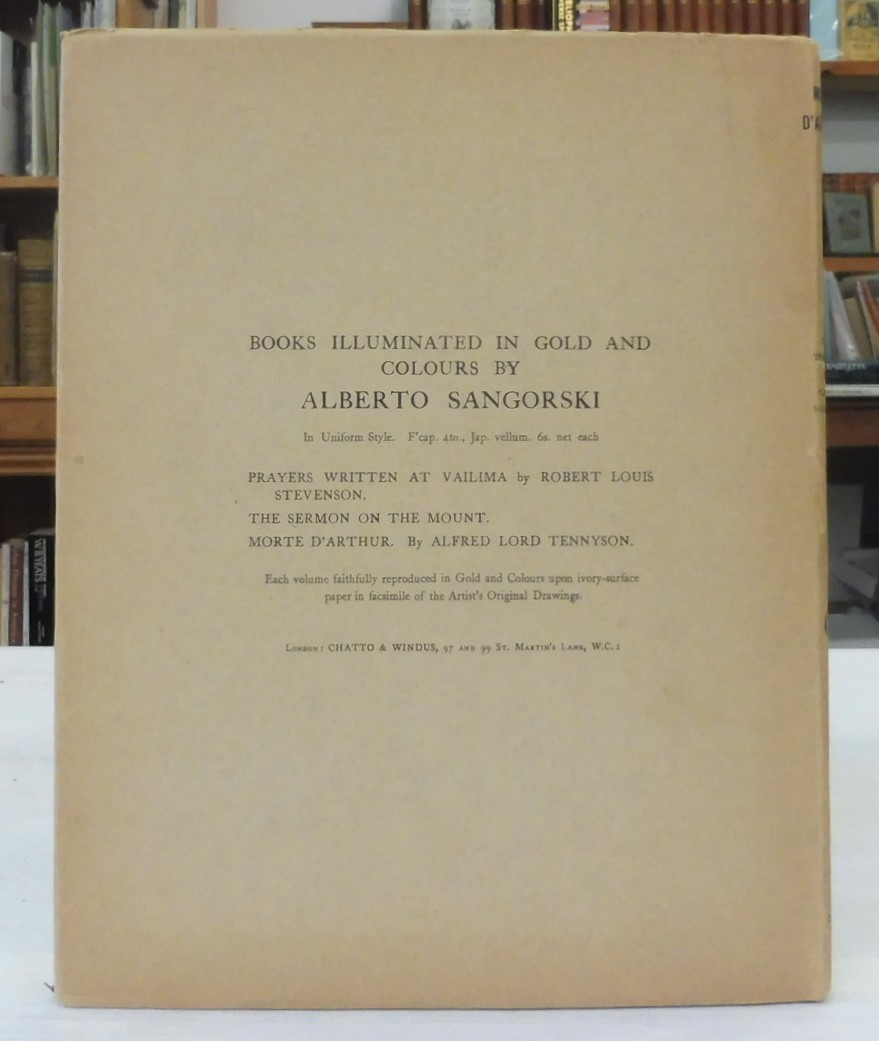 BOOKS ILLUMINATED IN GOLD AND
COLOURS BY
ALBERTO SANGORSKI
In Uniform Style. F'cap. 4to., Jap. vellum. 6s. net each
PRAYERS WRITTEN AT VAILIMA by ROBERT LOUIS
STEVENSON.
THE SERMON ON THE MOUNT.
MORTE D'ARTHUR. By ALFRED LORD TENNYSON.
Each volume faithfully reproduced in Gold and Colours upon ivory-surface
paper in facsimile of the Artist's Original Drawings.
London: CHATTO & WINDUS, 97 and 99 St. Martin's Lane, W.C.2
D'A
W B YEATS